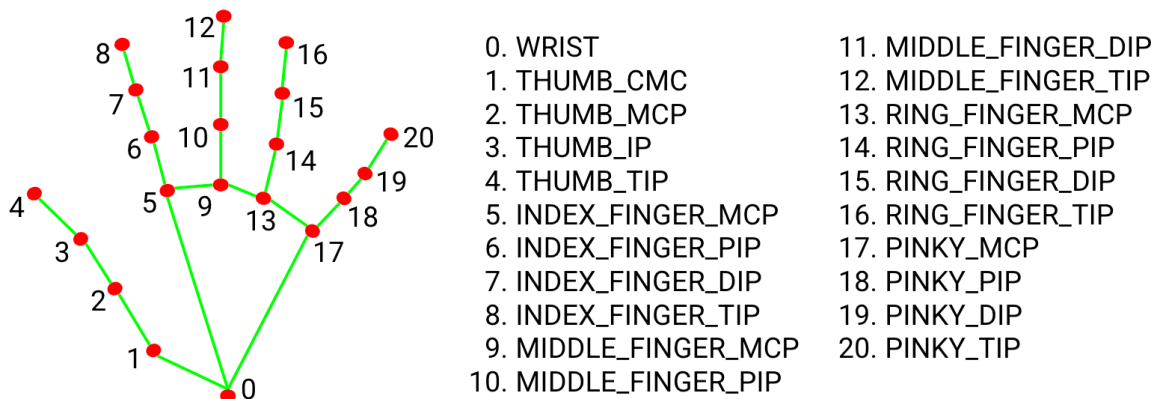 12
8
16
11
7
15
10
6
20
14
19
4
5
9
13
18
3
17
2
1
0
0. WRIST
1. THUMB_CMC
2. THUMB_MCP
3. THUMB_IP
4. THUMB_TIP
5. INDEX_FINGER_MCP
6. INDEX_FINGER_PIP
7. INDEX_FINGER_DIP
8. INDEX_FINGER_TIP
9. MIDDLE_FINGER_MCP
10. MIDDLE_FINGER_PIP
11. MIDDLE_FINGER_DIP
12. MIDDLE_FINGER_TIP
13. RING_FINGER_MCP
14. RING_FINGER_PIP
15. RING_FINGER_DIP
16. RING_FINGER_TIP
17. PINKY_MCP
18. PINKY_PIP
19. PINKY_DIP
20. PINKY_TIP